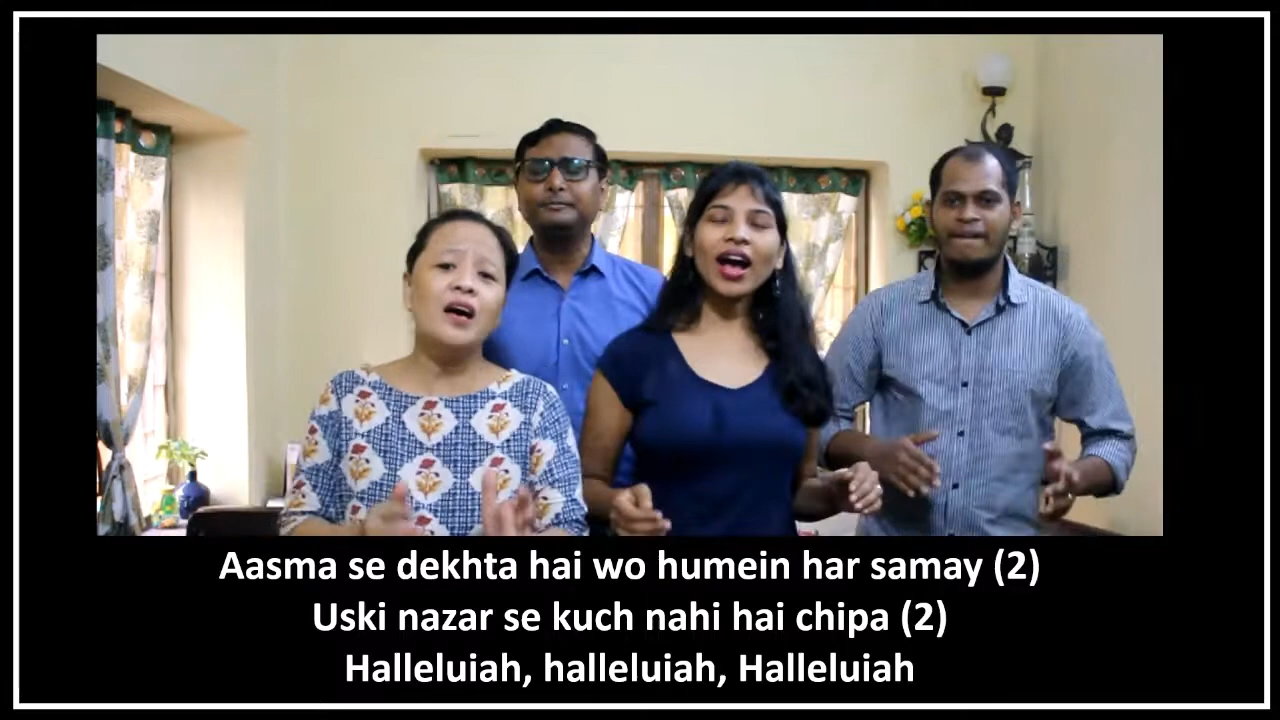 Aasma se dekhta hai wo humein har samay (2)
Uski nazar se kuch nahi hai chipa (2)
Halleluiah, halleluiah, Halleluiah